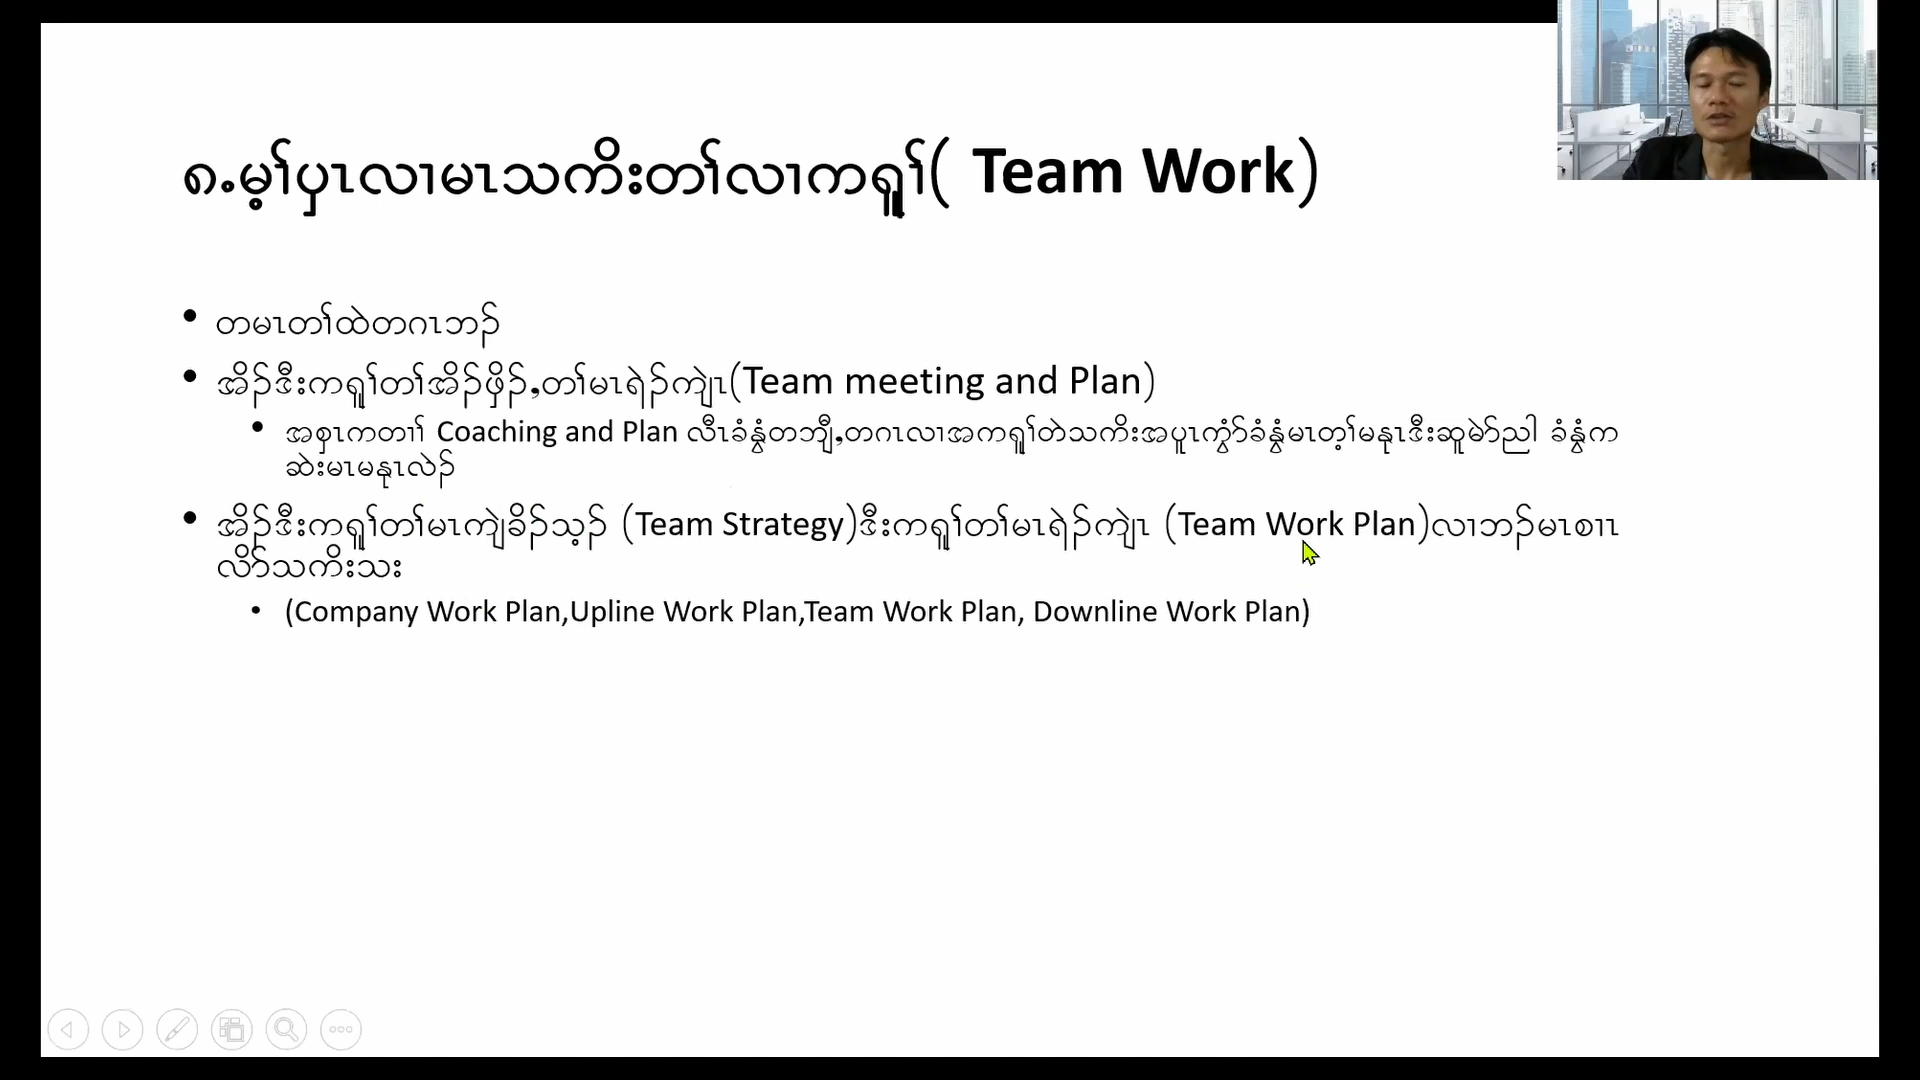 ၈.မ့ၢ်ပှၤလၢမၤသကိးတၢ်လၢကရူၢ်( Team Work)
• တမၤတၢ်ထဲတဂၤဘၣ်
• အိၣ်ဒီးကရူၢ်တၢ်အိၣ်ဖှိၣ်,တၢ်မၤရဲၣ်ကျဲၤ(Team meeting and Plan)
• အစှၤကတၢၢ် Coaching and Plan လီၤခံနွံတဘျီ,တဂၤလၢအကရူၢ်တဲသကိးအပူၤကွံာ်ခံနွံမၤတ့ၢ်မနုၤဒီးဆူမဲာ်ညါ ခံနွံက
ဆဲးမၤမနုၤလဲၣ်
• အိၣ်ဒီးကရူၢ်တၢ်မၤကျဲခိၣ်သ့ၣ် (Team Strategy)ဒီးကရူၢ်တၢ်မၤရဲၣ်ကျဲၤ (Team Work Plan)လၢဘၣ်မၤစၢၤ
လိာ်သကိးသး
• (Company Work Plan,Upline Work Plan,Team Work Plan, Downline Work Plan)